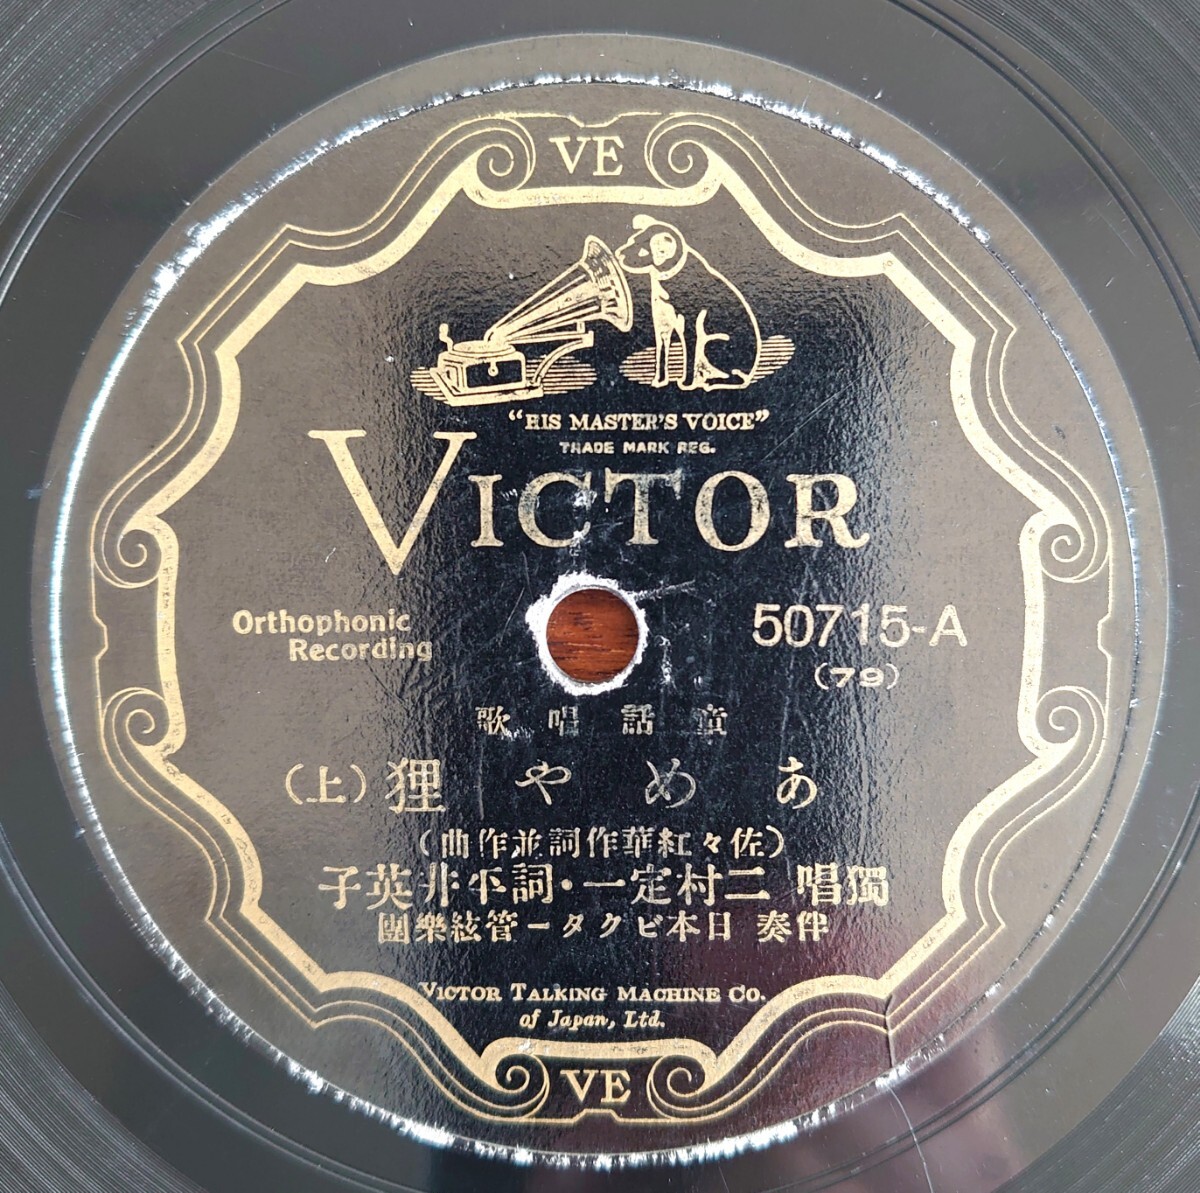 VE
"HIS MASTER'S VOICE"
TRADE MARK REG.
VICTOR
Orthophonic
Recording
50715-A
(79)
童話唱歌
あめや狸(上)
(佐々紅華作詞並作曲)
獨唱 二村定一・詞平井英子
伴奏 日本ビクター管絃樂團
VICTOR TALKING MACHINE CO.
of Japan, Ltd.
VE